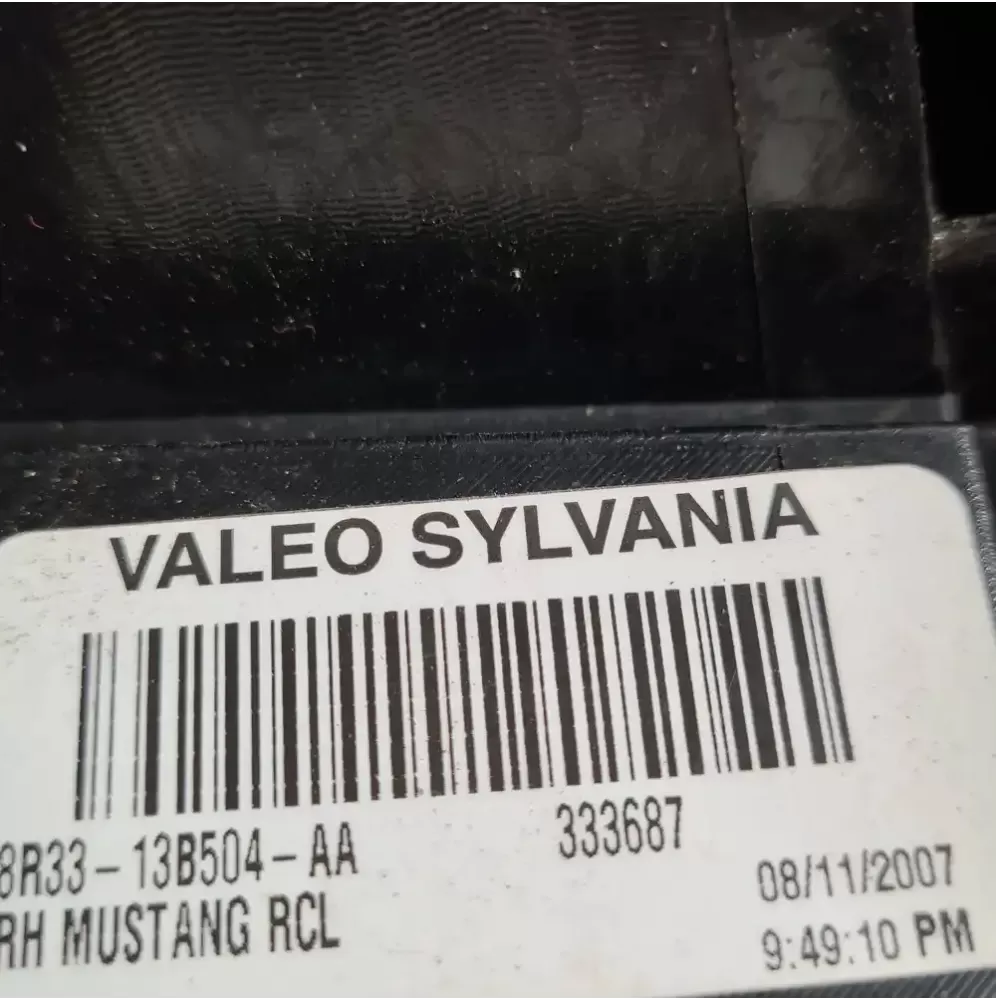 VALEO SYLVANIA
8R33-13B504-AA 333687
RH MUSTANG RCL 08/11/2007
9:49:10 PM